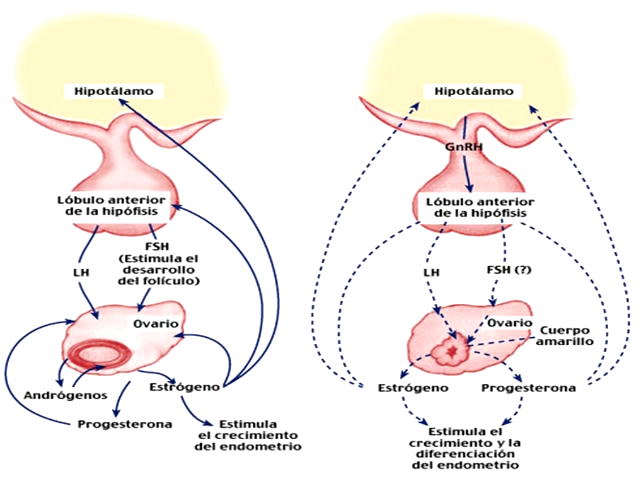 Hipotálamo
Lóbulo anterior
de la hipófisis
LH
FSH
(Estimula el
desarrollo
del folículo)
Ovario
Andrógenos
Estrógeno
Progesterona
Estimula
el crecimiento
del endometrio
Hipotálamo
GnRH
Lóbulo anterior
de la hipófisis
LH
FSH (?)
Ovario
Cuerpo
amarillo
Estrógeno
Progesterona
Estimula el
crecimiento y la
diferenciación
del endometrio